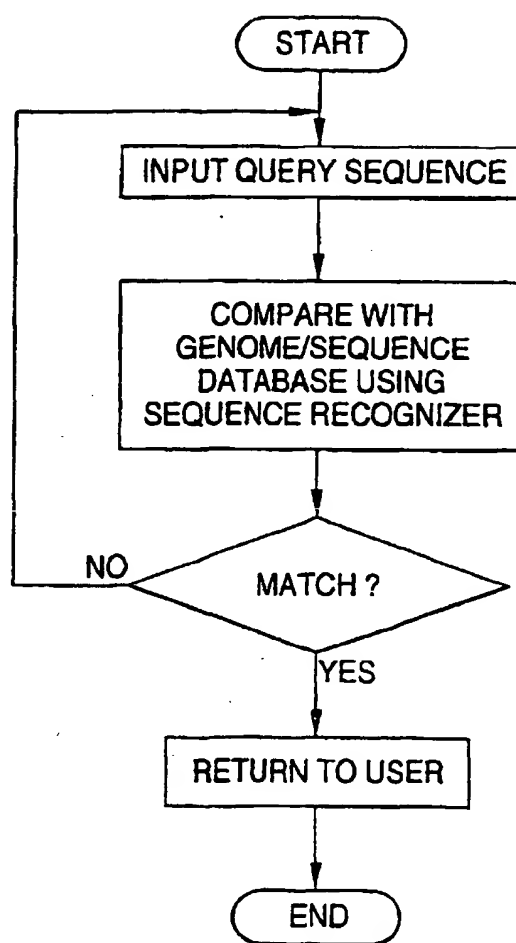 START
INPUT QUERY SEQUENCE
COMPARE WITH
GENOME/SEQUENCE
DATABASE USING
SEQUENCE RECOGNIZER
NO
MATCH ?
YES
RETURN TO USER
END